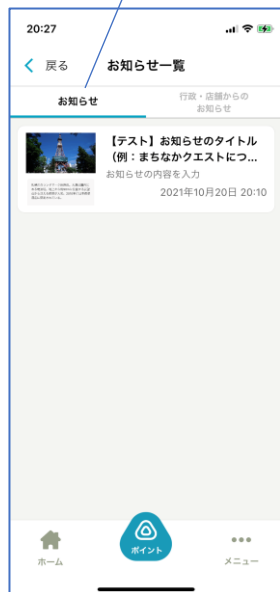 20:27
戻る
お知らせ一覧
お知らせ
行政・店舗からの
お知らせ
【テスト】お知らせのタイトル
(例：まちなかクエストにつ...
お知らせの内容を入力
2021年10月20日 20:10
ホーム
ポイント
メニュー